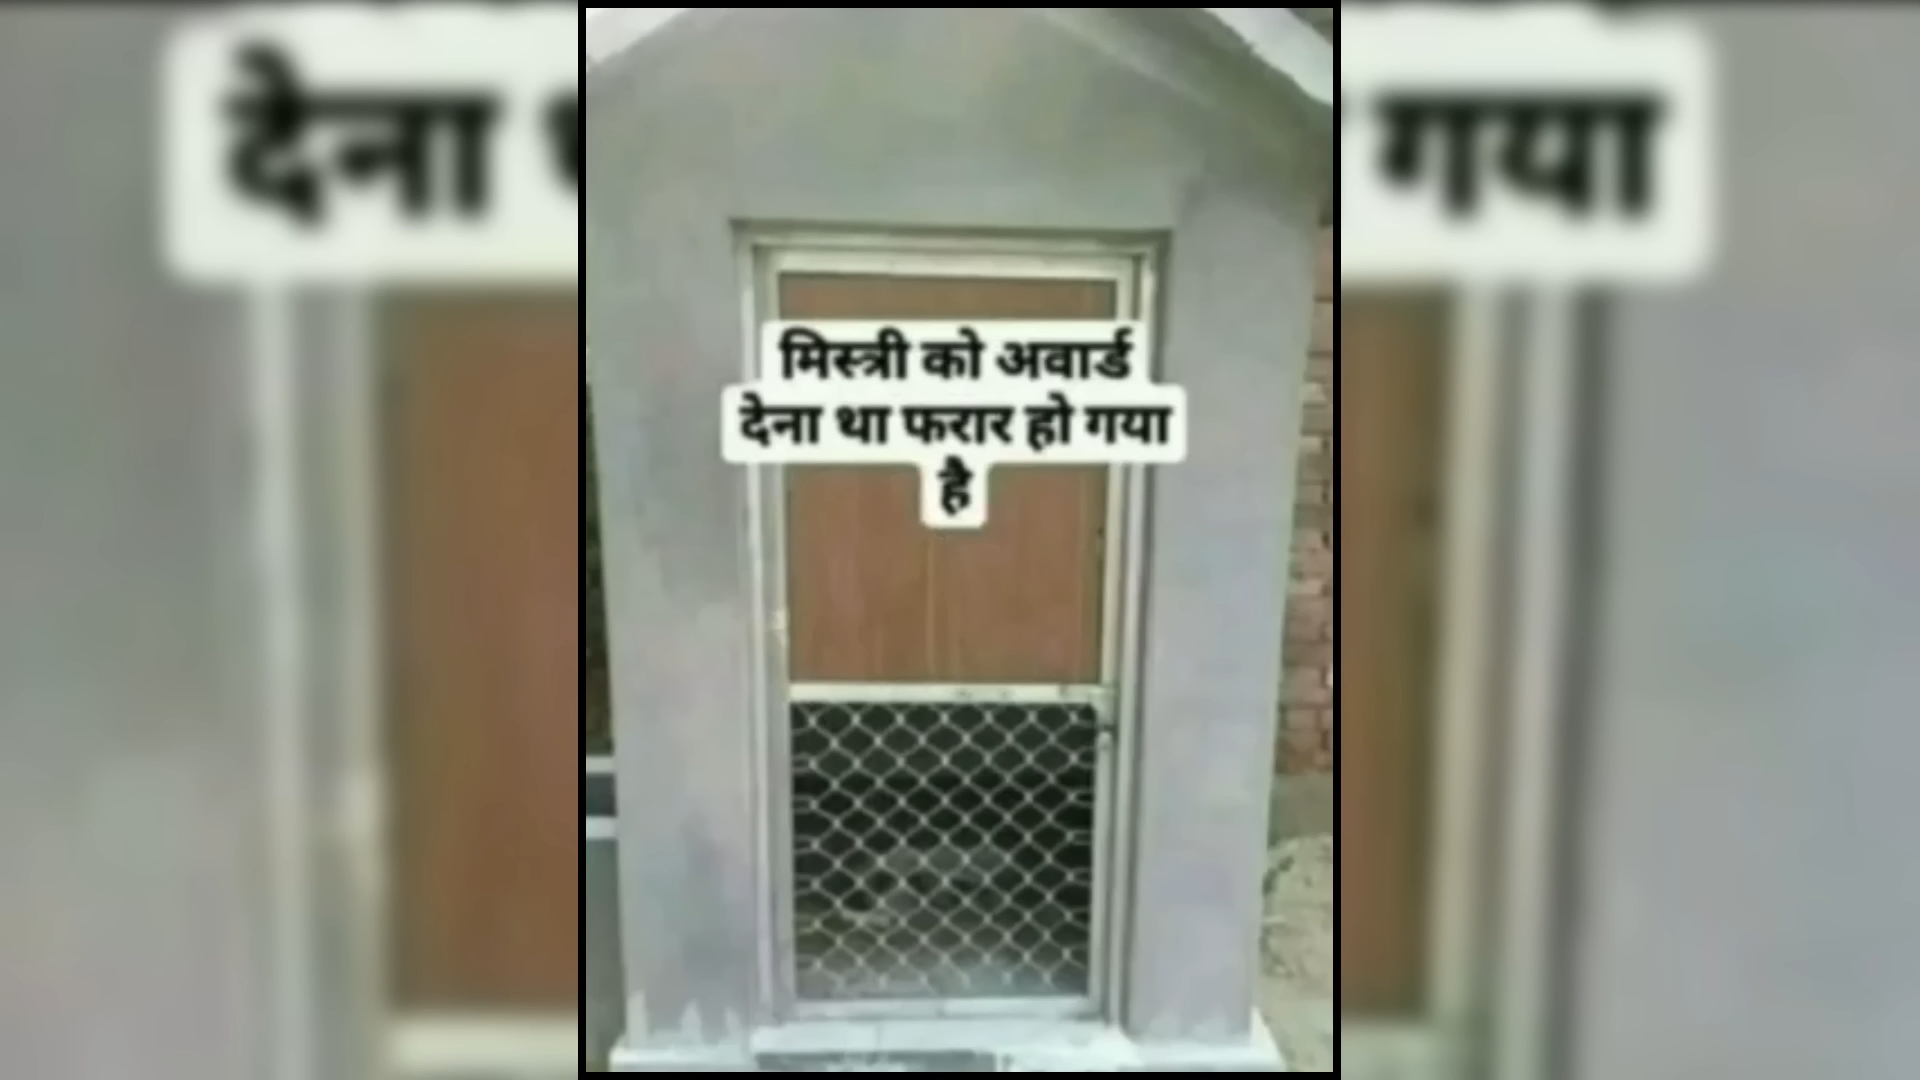 मिस्त्री को अवार्ड
देना था फरार हो गया
है